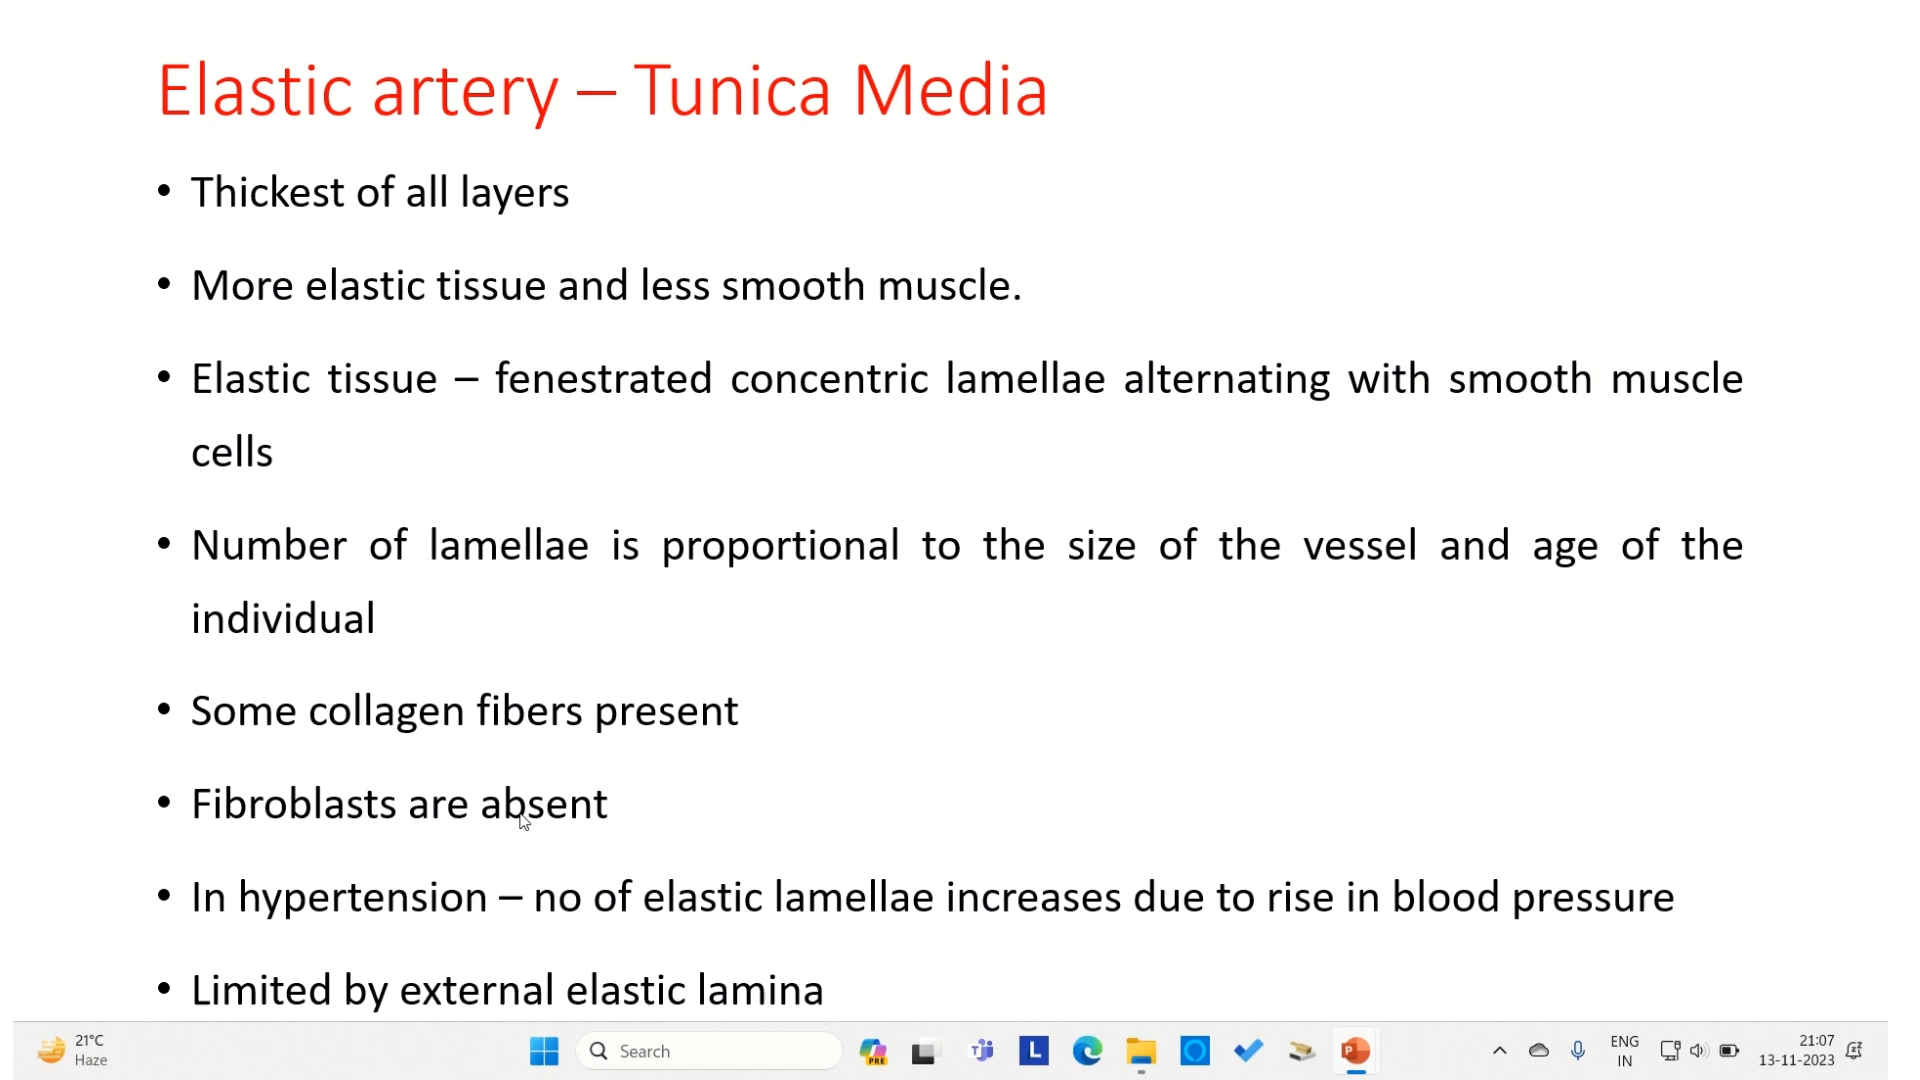 Elastic artery – Tunica Media
• Thickest of all layers
• More elastic tissue and less smooth muscle.
• Elastic tissue – fenestrated concentric lamellae alternating with smooth muscle
cells
• Number of lamellae is proportional to the size of the vessel and age of the
individual
• Some collagen fibers present
• Fibroblasts are absent
• In hypertension – no of elastic lamellae increases due to rise in blood pressure
• Limited by external elastic lamina
21°C
Haze
Search
PRE
L
P
ENG
IN
21:07
13-11-2023